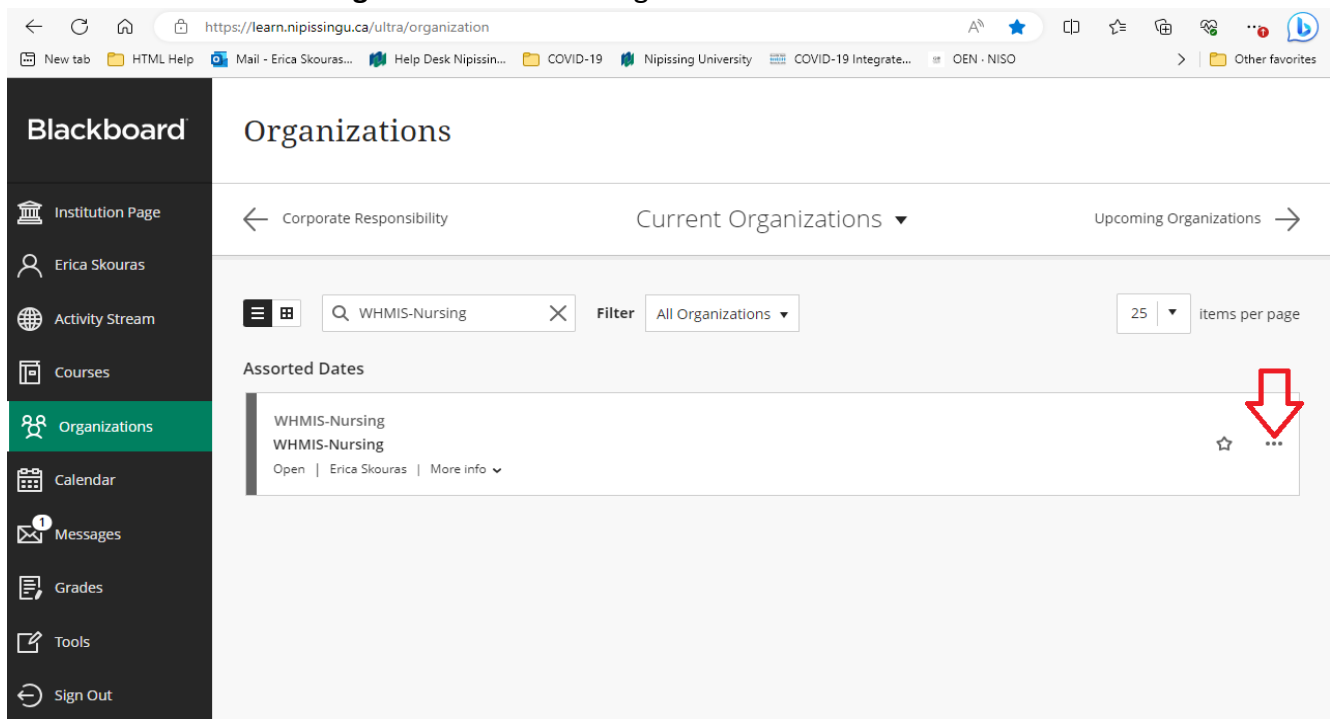 https://learn.nipissingu.ca/ultra/organization
New tab HTML Help Mail - Erica Skouras... Help Desk Nipissin... COVID-19 Nipissing University COVID-19 Integrate... OEN - NISO Other favorites
Blackboard
Organizations
Institution Page
Corporate Responsibility Current Organizations Upcoming Organizations
Erica Skouras
Activity Stream
WHMIS-Nursing Filter All Organizations 25 items per page
Courses
Assorted Dates
Organizations
WHMIS-Nursing
WHMIS-Nursing
Open | Erica Skouras | More info
Calendar
1
Messages
Grades
Tools
Sign Out